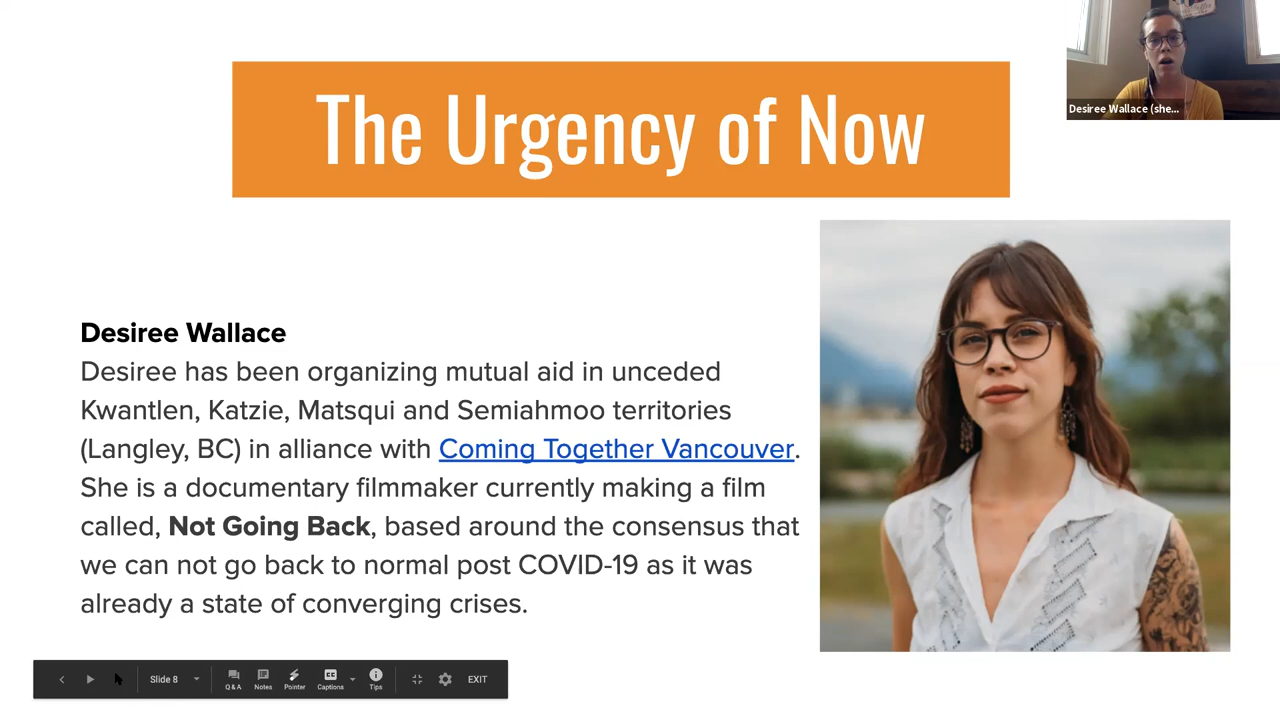 The Urgency of Now
Desiree Wallace (she...
Desiree Wallace
Desiree has been organizing mutual aid in unceded
Kwantlen, Katzie, Matsqui and Semiahmoo territories
(Langley, BC) in alliance with Coming Together Vancouver.
She is a documentary filmmaker currently making a film
called, Not Going Back, based around the consensus that
we can not go back to normal post COVID-19 as it was
already a state of converging crises.
Slide 8
Q & A
Notes
Pointer
CC
Captions
Tips
EXIT